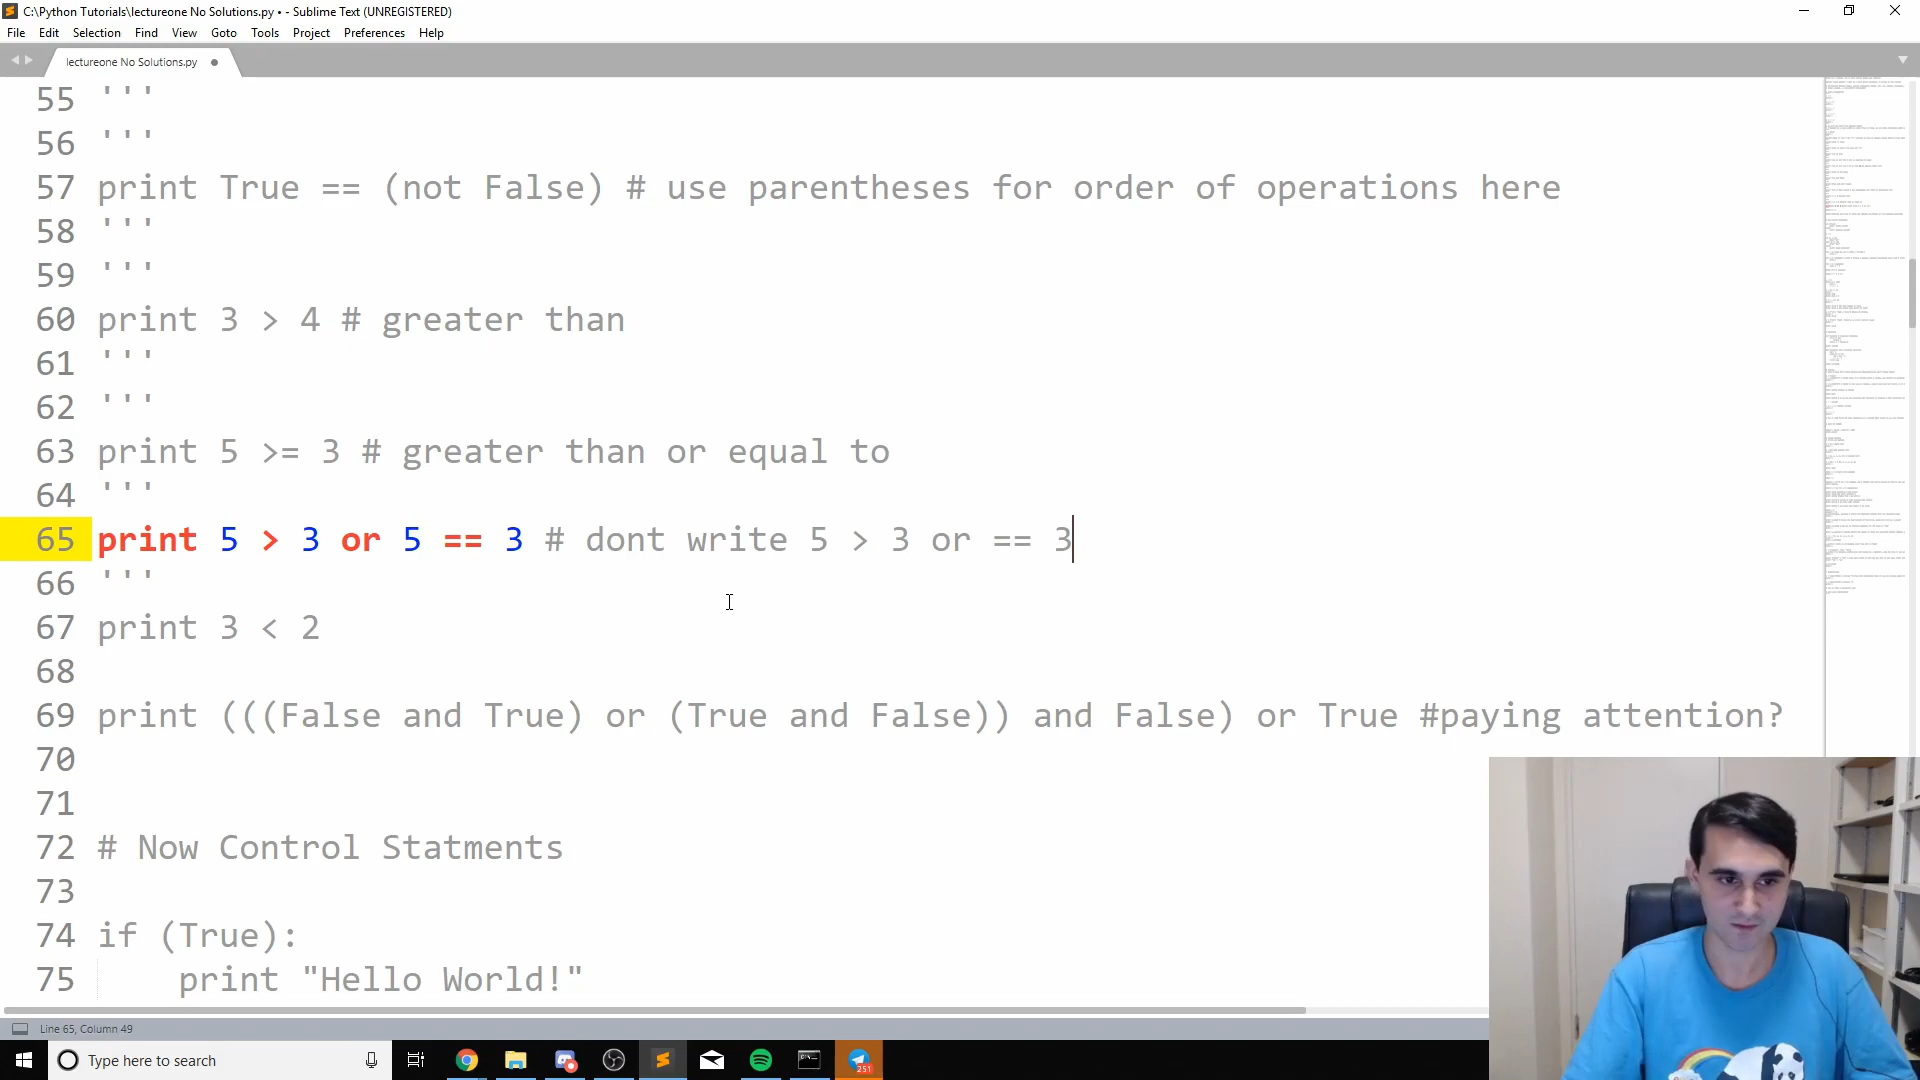 C:\Python Tutorials\lectureone No Solutions.py • - Sublime Text (UNREGISTERED)
File Edit Selection Find View Goto Tools Project Preferences Help
lectureone No Solutions.py
55 '''
56 '''
57 print True == (not False) # use parentheses for order of operations here
58 '''
59 '''
60 print 3 > 4 # greater than
61 '''
62 '''
63 print 5 >= 3 # greater than or equal to
64 '''
65 print 5 > 3 or 5 == 3 # dont write 5 > 3 or == 3
66 '''
67 print 3 < 2
68
69 print (((False and True) or (True and False)) and False) or True #paying attention?
70
71
72 # Now Control Statments
73
74 if (True):
75 print "Hello World!"
Line 65, Column 49
Type here to search
251